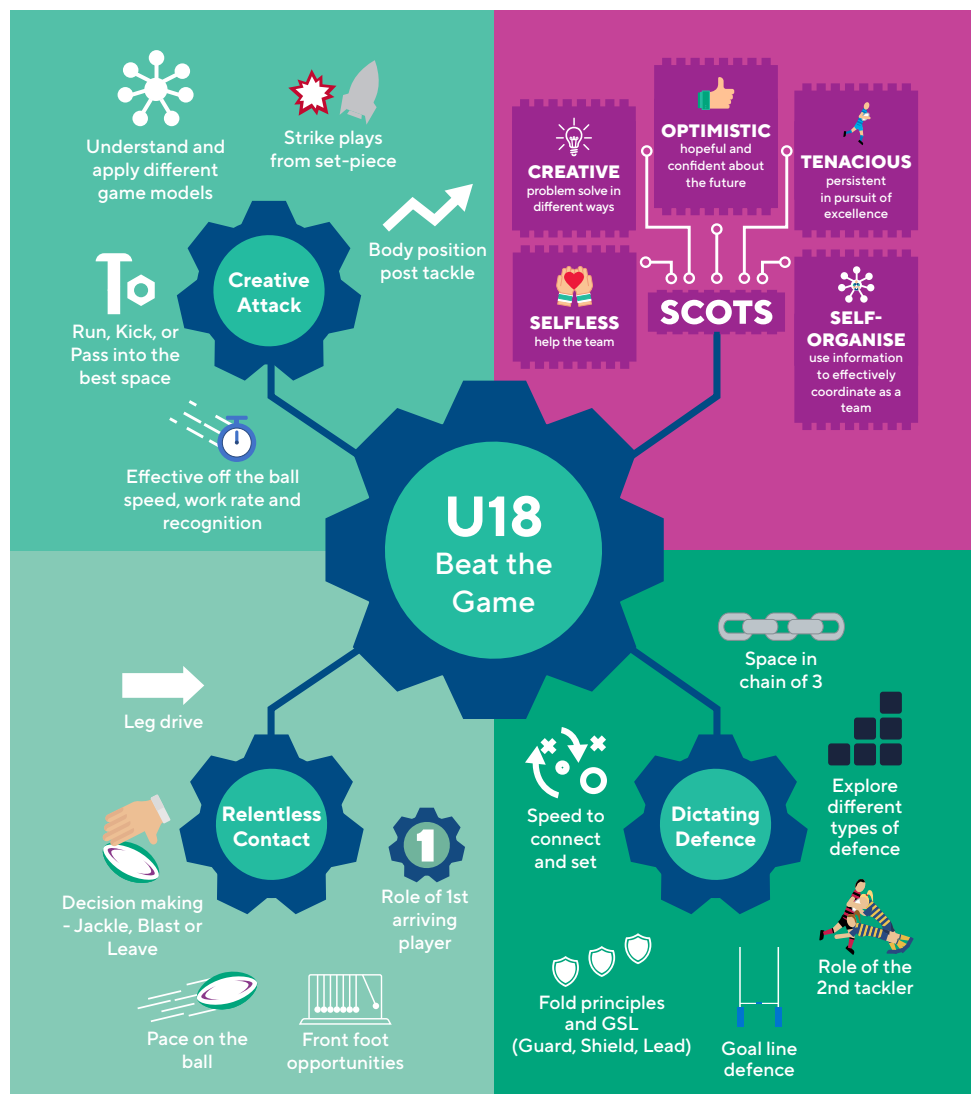 Understand and
apply different
game models
Strike plays
from set-piece
Body position
post tackle
Creative
Attack
Run, Kick, or
Pass into the
best space
Effective off the ball
speed, work rate and
recognition
CREATIVE
problem solve in
different ways
OPTIMISTIC
hopeful and
confident about
the future
TENACIOUS
persistent
in pursuit of
excellence
SELFLESS
help the team
SCOTS
SELF-
ORGANISE
use information
to effectively
coordinate as a
team
U18
Beat the
Game
Leg drive
Relentless
Contact
Decision making
- Jackle, Blast or
Leave
1
Role of 1st
arriving
player
Pace on the
ball
Front foot
opportunities
Space in
chain of 3
Speed to
connect
and set
Dictating
Defence
Explore
different
types of
defence
Role of the
2nd tackler
Fold principles
and GSL
(Guard, Shield, Lead)
Goal line
defence